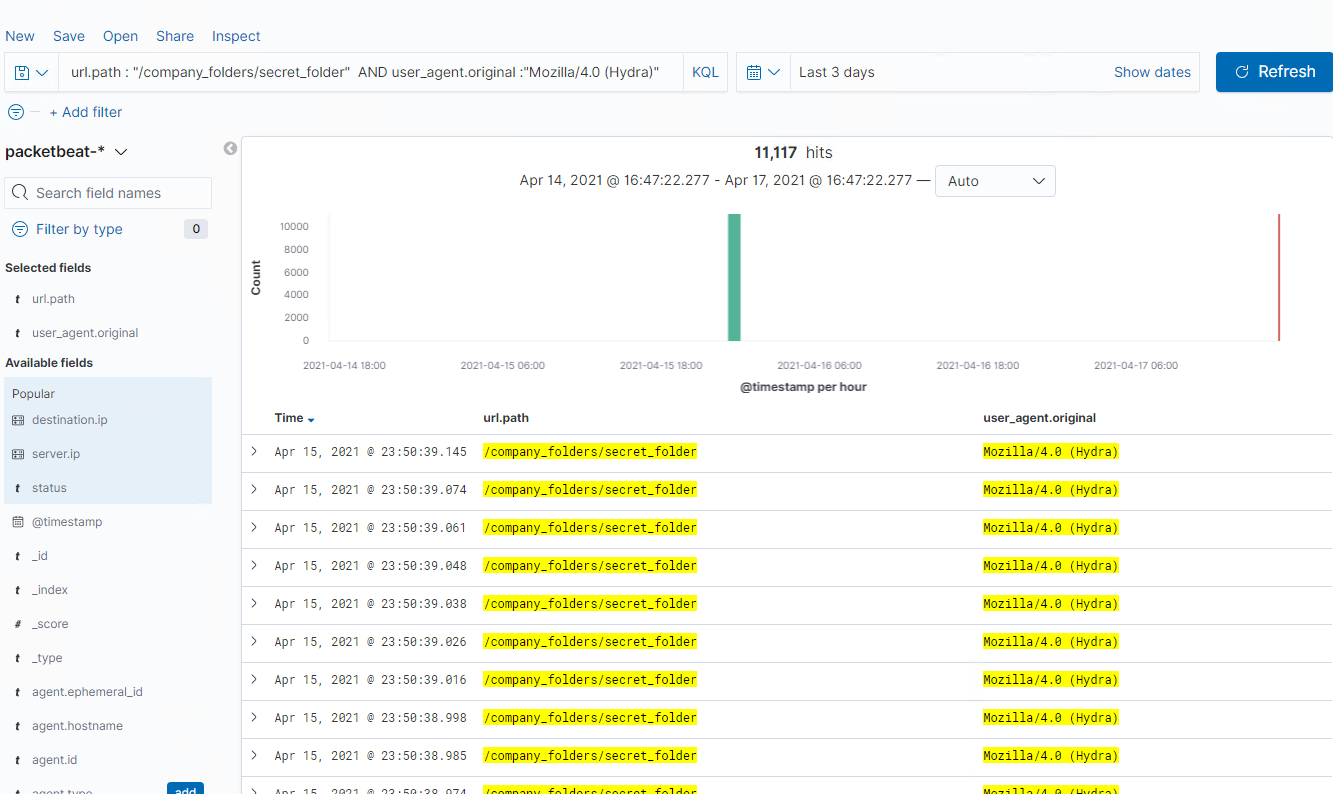 New Save Open Share Inspect
url.path : "/company_folders/secret_folder"  AND user_agent.original :"Mozilla/4.0 (Hydra)" KQL Last 3 days Show dates Refresh
+ Add filter
packetbeat-*
Search field names
Filter by type 0
Selected fields
t url.path
t user_agent.original
Available fields
Popular
destination.ip
server.ip
t status
@timestamp
t _id
t _index
# _score
t _type
t agent.ephemeral_id
t agent.hostname
t agent.id
t agent.type add
11,117 hits
Apr 14, 2021 @ 16:47:22.277 - Apr 17, 2021 @ 16:47:22.277 — Auto
Count
10000
8000
6000
4000
2000
0
2021-04-14 18:00 2021-04-15 06:00 2021-04-15 18:00 2021-04-16 06:00 2021-04-16 18:00 2021-04-17 06:00
@timestamp per hour
Time url.path user_agent.original
Apr 15, 2021 @ 23:50:39.145 /company_folders/secret_folder Mozilla/4.0 (Hydra)
Apr 15, 2021 @ 23:50:39.074 /company_folders/secret_folder Mozilla/4.0 (Hydra)
Apr 15, 2021 @ 23:50:39.061 /company_folders/secret_folder Mozilla/4.0 (Hydra)
Apr 15, 2021 @ 23:50:39.048 /company_folders/secret_folder Mozilla/4.0 (Hydra)
Apr 15, 2021 @ 23:50:39.038 /company_folders/secret_folder Mozilla/4.0 (Hydra)
Apr 15, 2021 @ 23:50:39.026 /company_folders/secret_folder Mozilla/4.0 (Hydra)
Apr 15, 2021 @ 23:50:39.016 /company_folders/secret_folder Mozilla/4.0 (Hydra)
Apr 15, 2021 @ 23:50:38.998 /company_folders/secret_folder Mozilla/4.0 (Hydra)
Apr 15, 2021 @ 23:50:38.985 /company_folders/secret_folder Mozilla/4.0 (Hydra)
Apr 15, 2021 @ 23:50:38.974 /company_folders/secret_folder Mozilla/4.0 (Hydra)